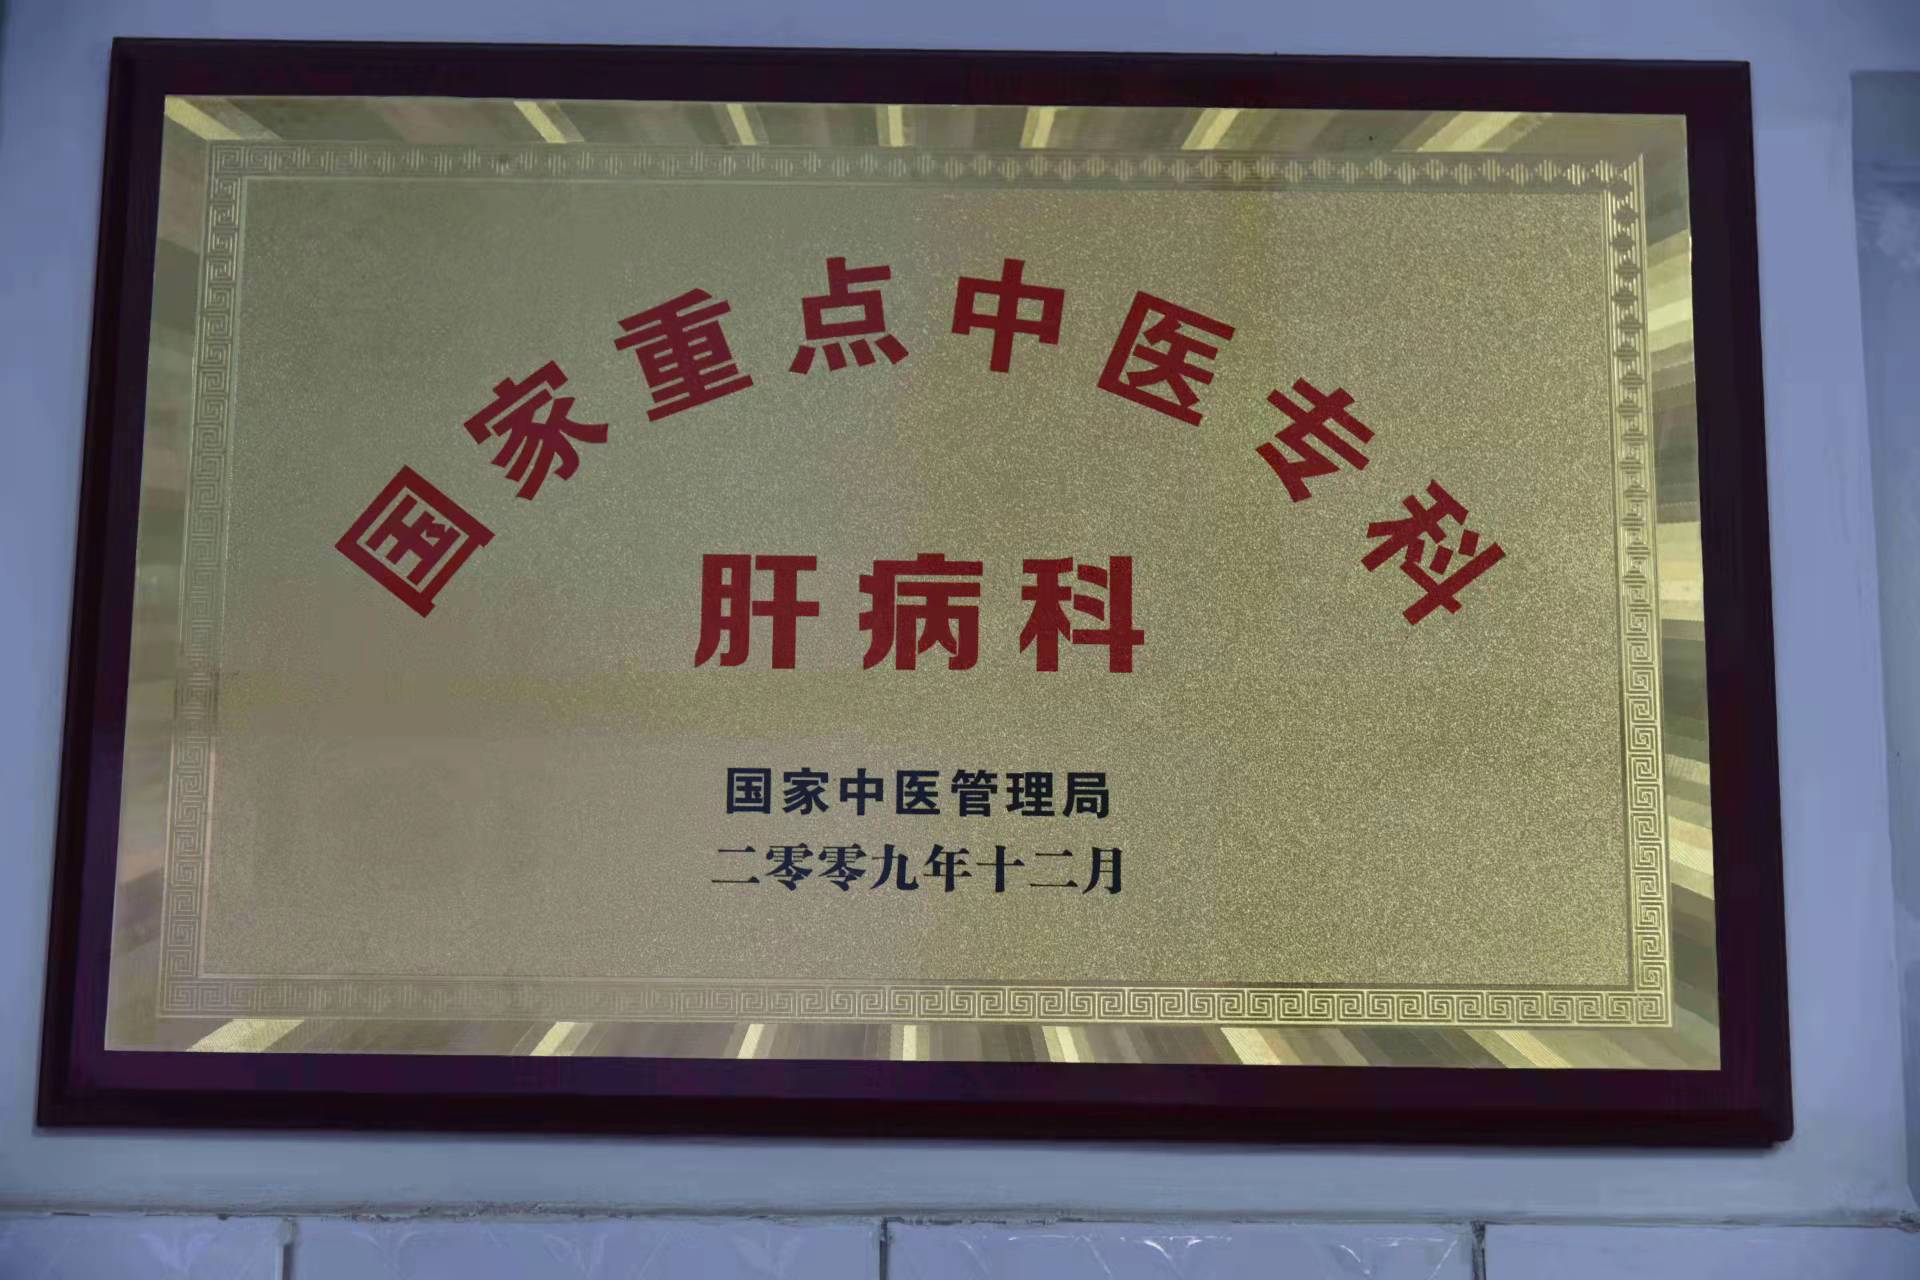 国家重点中医专科
肝病科
国家中医管理局
二零零九年十二月